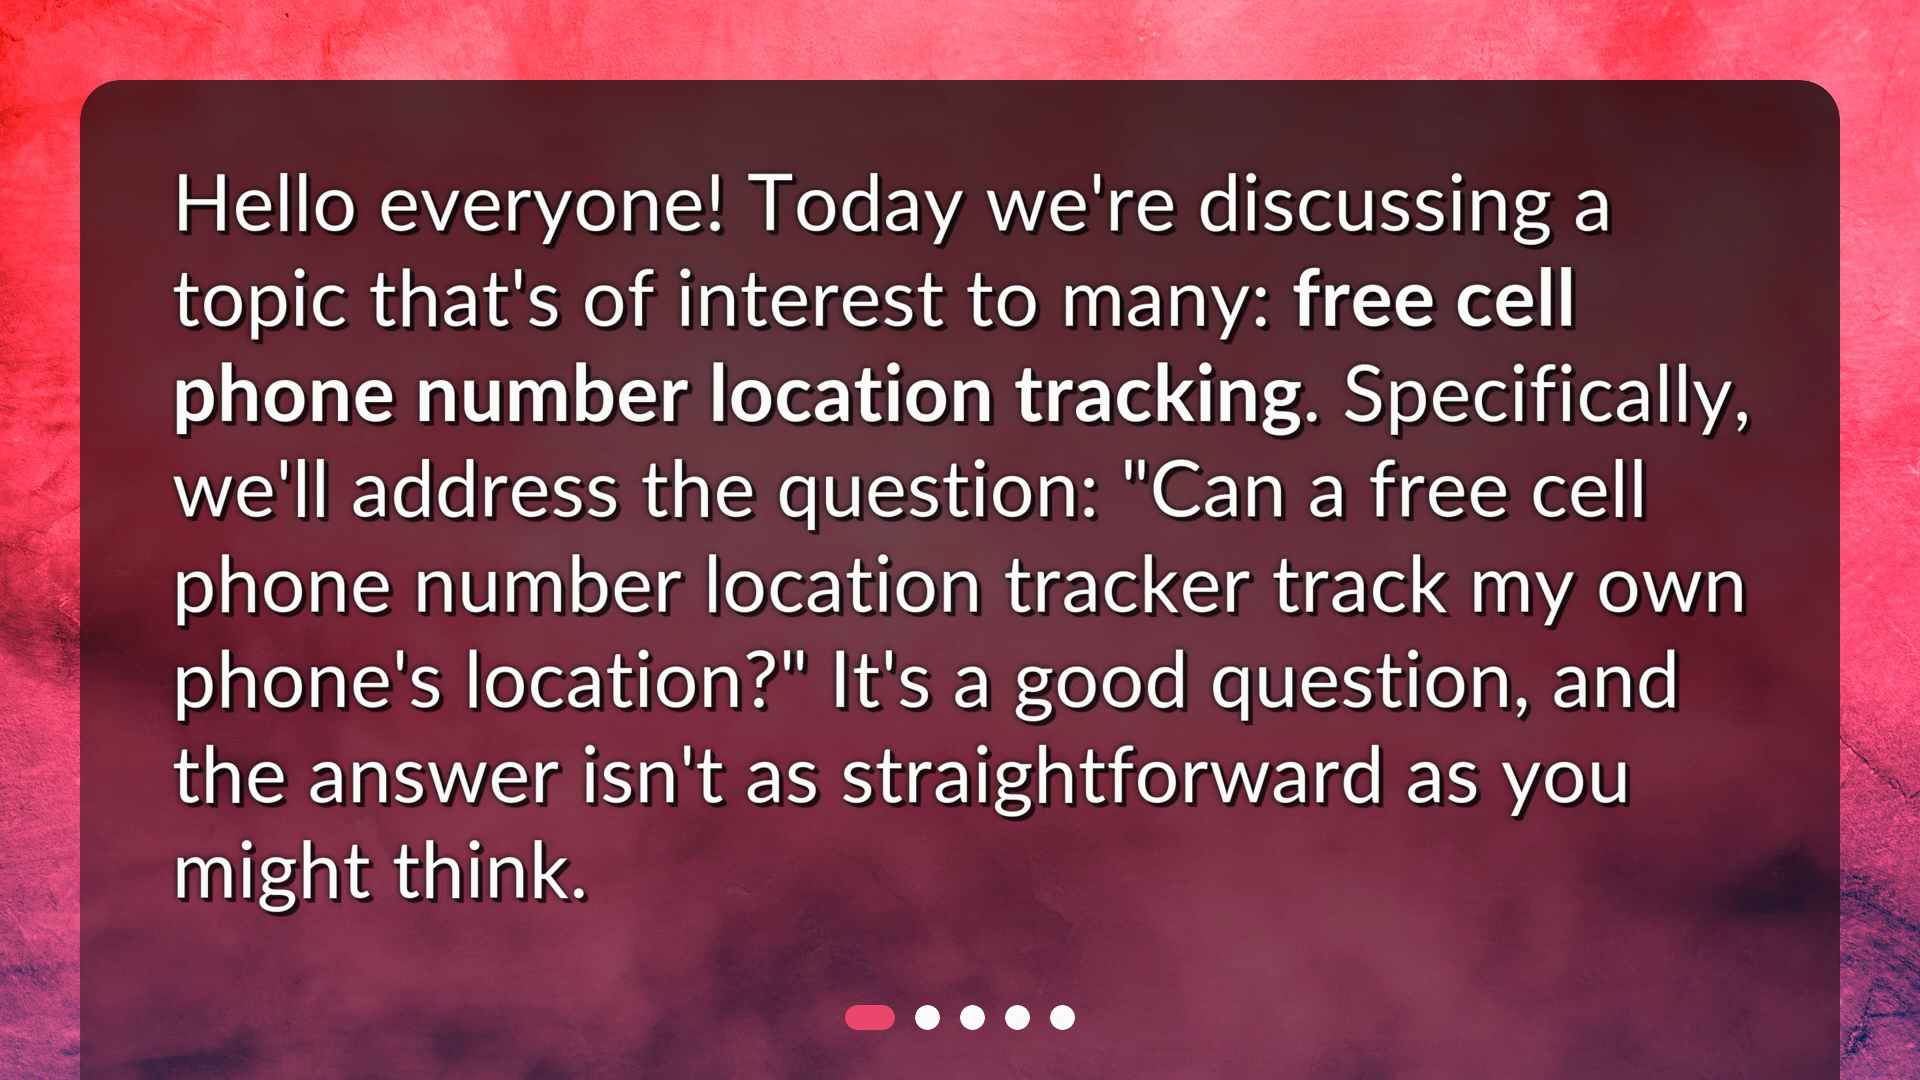 Hello everyone! Today we're discussing a
topic that's of interest to many: free cell
phone number location tracking. Specifically,
we'll address the question: "Can a free cell
phone number location tracker track my own
phone's location?" It's a good question, and
the answer isn't as straightforward as you
might think.